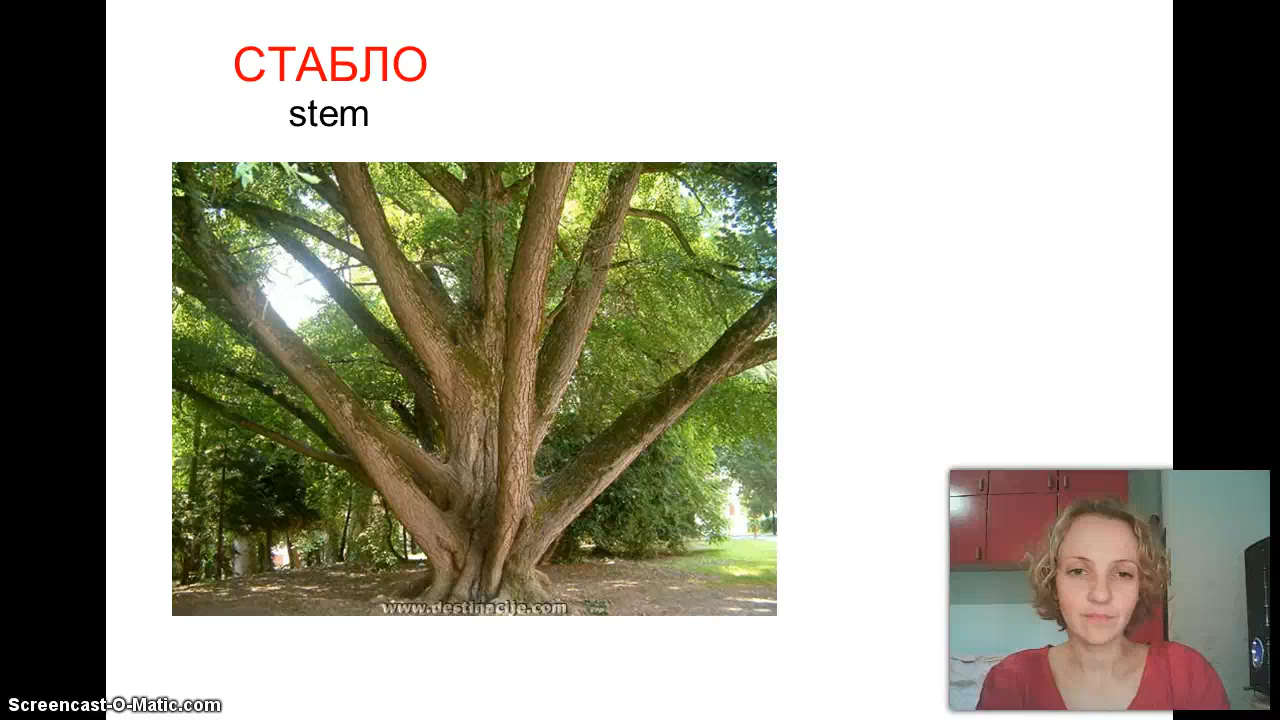 СТАБЛО
stem
www.destinacije.com
Screencast-O-Matic.com